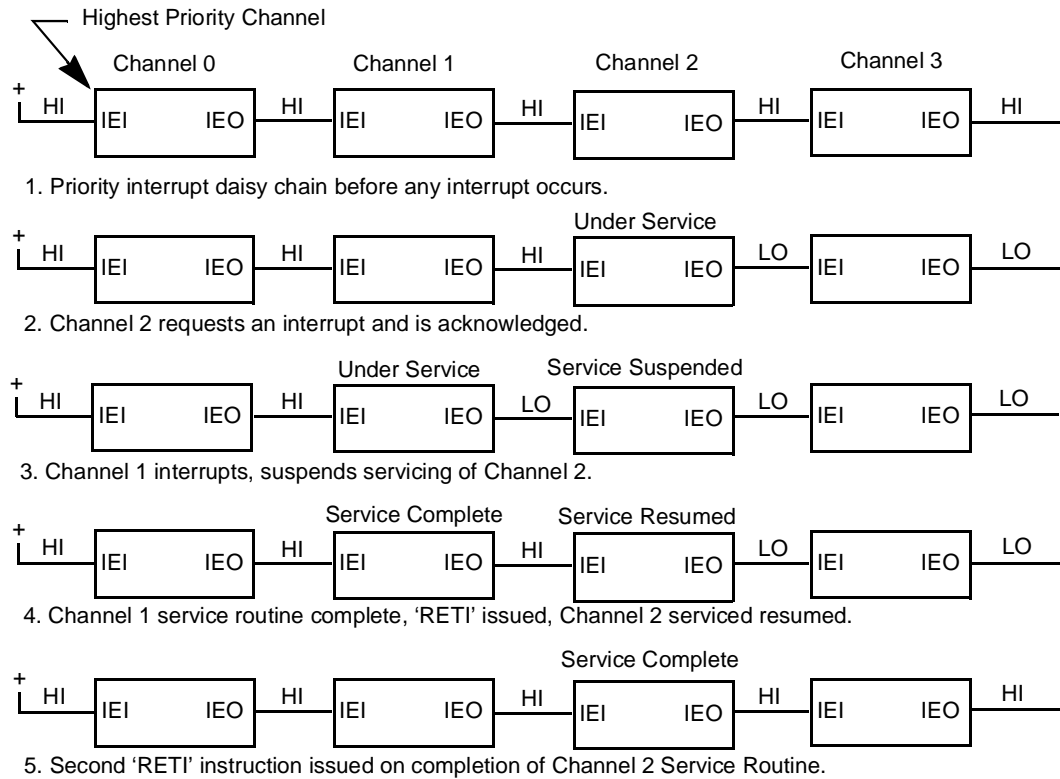 Highest Priority Channel
Channel 0 Channel 1 Channel 2 Channel 3
+ HI IEI IEO HI IEI IEO HI IEI IEO HI IEI IEO HI
1. Priority interrupt daisy chain before any interrupt occurs.
Under Service
+ HI IEI IEO HI IEI IEO HI IEI IEO LO IEI IEO LO
2. Channel 2 requests an interrupt and is acknowledged.
Under Service Service Suspended
+ HI IEI IEO HI IEI IEO LO IEI IEO LO IEI IEO LO
3. Channel 1 interrupts, suspends servicing of Channel 2.
Service Complete Service Resumed
+ HI IEI IEO HI IEI IEO HI IEI IEO LO IEI IEO LO
4. Channel 1 service routine complete, ‘RETI’ issued, Channel 2 serviced resumed.
Service Complete
+ HI IEI IEO HI IEI IEO HI IEI IEO HI IEI IEO HI
5. Second ‘RETI’ instruction issued on completion of Channel 2 Service Routine.